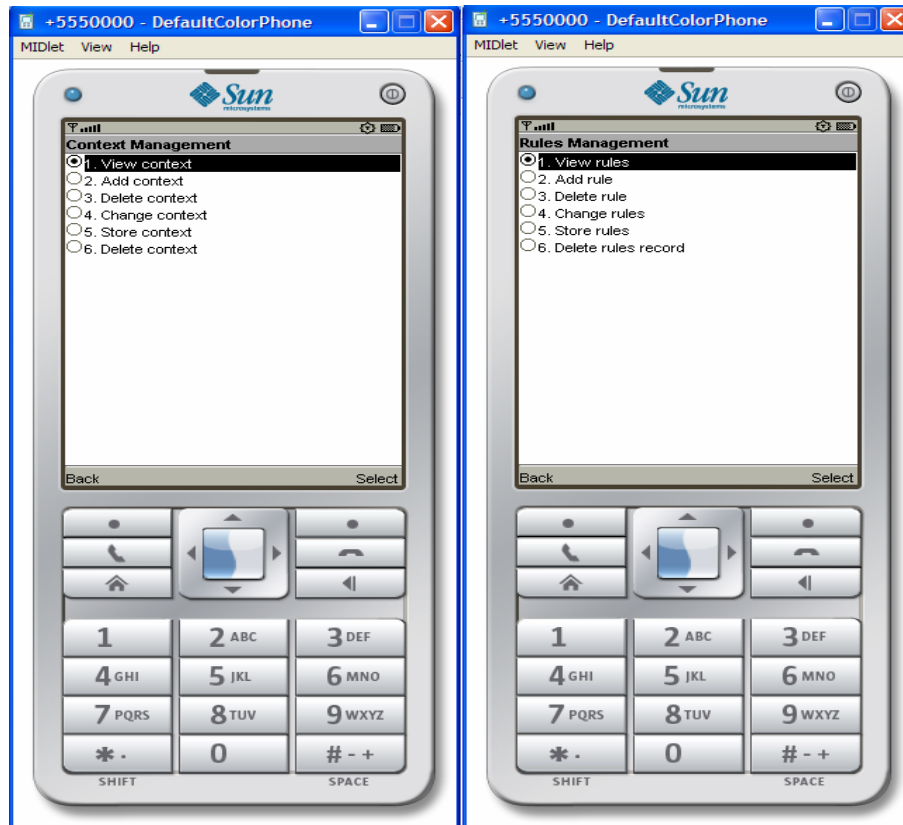 +5550000 - DefaultColorPhone
MIDlet View Help
Sun
microsystems
Context Management
1. View context
2. Add context
3. Delete context
4. Change context
5. Store context
6. Delete context
Back Select
1 2 ABC 3 DEF
4 GHI 5 JKL 6 MNO
7 PQRS 8 TUV 9 WXYZ
* . 0 # - +
SHIFT SPACE
+5550000 - DefaultColorPhone
MIDlet View Help
Sun
microsystems
Rules Management
1. View rules
2. Add rule
3. Delete rule
4. Change rules
5. Store rules
6. Delete rules record
Back Select
1 2 ABC 3 DEF
4 GHI 5 JKL 6 MNO
7 PQRS 8 TUV 9 WXYZ
* . 0 # - +
SHIFT SPACE